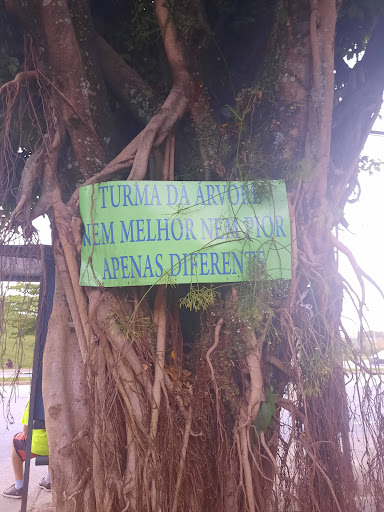 TURMA DA ÁRVORE
NEM MELHOR NEM PIOR
APENAS DIFERENTE